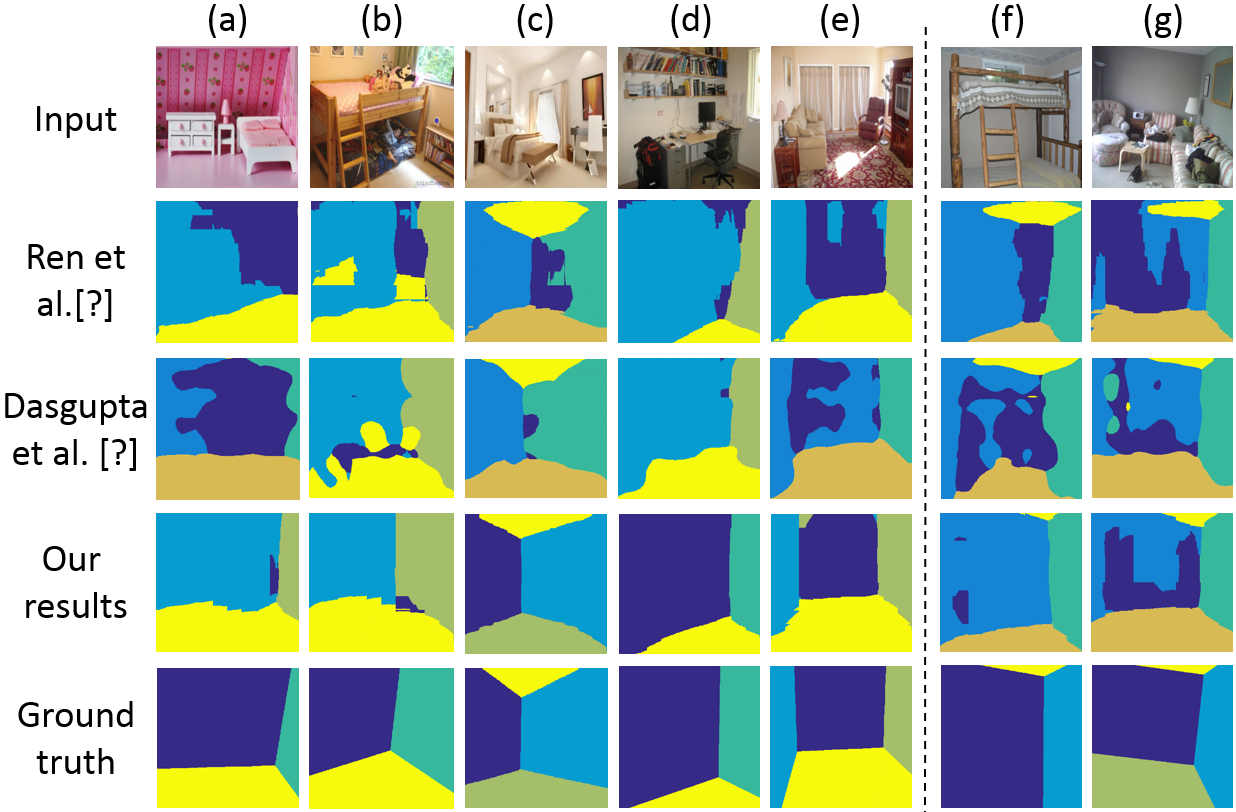 (a) (b) (c) (d) (e) (f) (g)
Input
Ren et
al.[?]
Dasgupta
et al. [?]
Our
results
Ground
truth